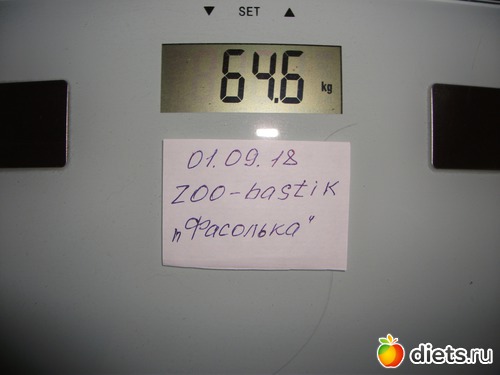 ▼ SET ▲
64.6 kg
01.09.18
ZOO-bastik
„Фасолька"
diets.ru